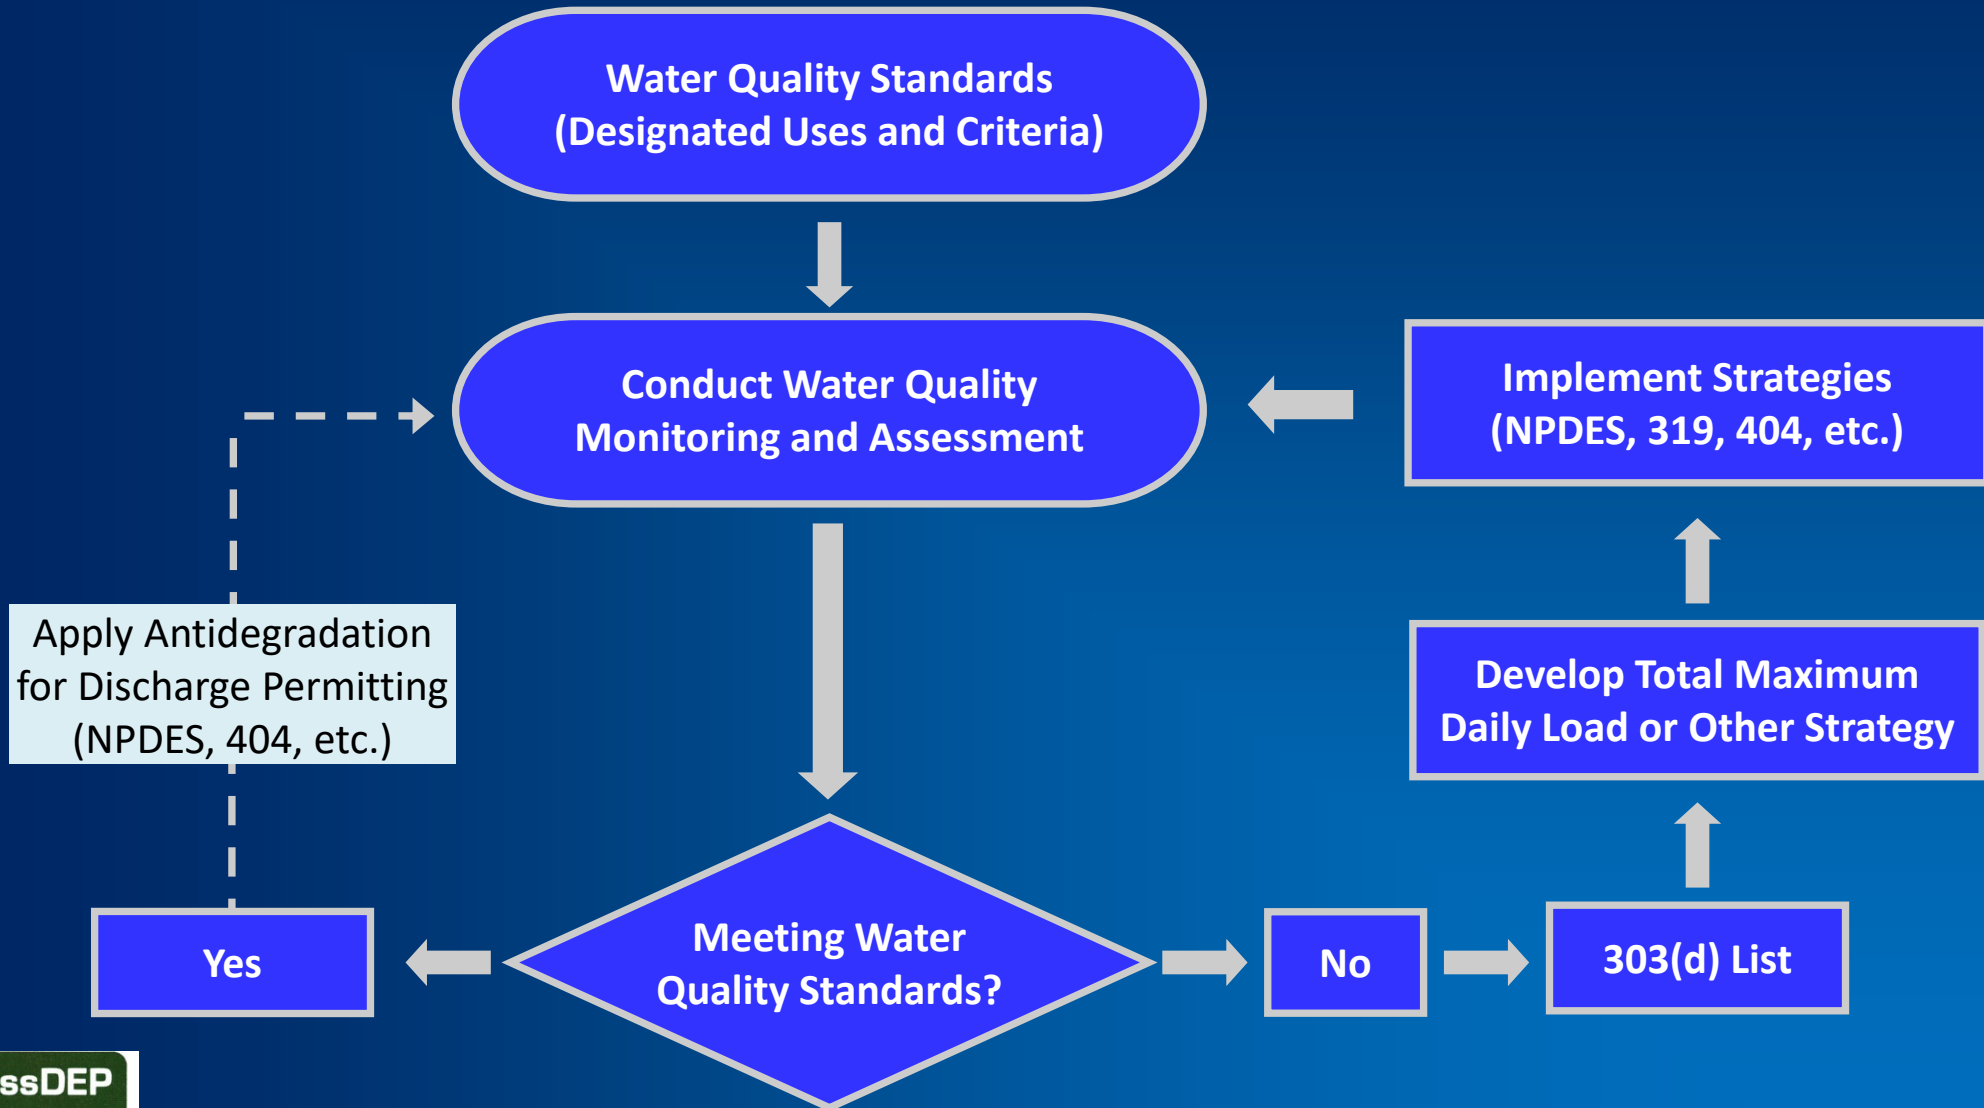 Water Quality Standards
(Designated Uses and Criteria)
Conduct Water Quality
Monitoring and Assessment
Implement Strategies
(NPDES, 319, 404, etc.)
Apply Antidegradation
for Discharge Permitting
(NPDES, 404, etc.)
Develop Total Maximum
Daily Load or Other Strategy
Yes
Meeting Water
Quality Standards?
No
303(d) List
ssDEP